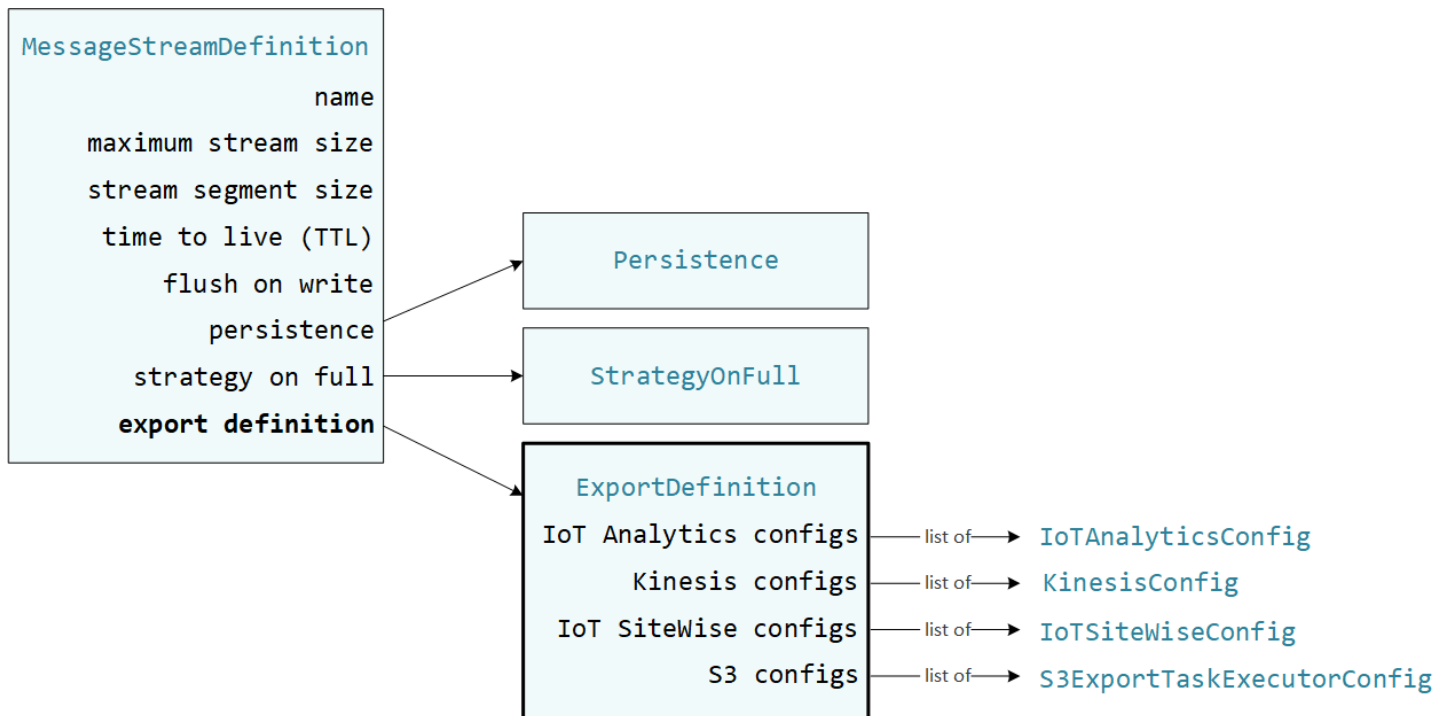 MessageStreamDefinition
name
maximum stream size
stream segment size
time to live (TTL)
flush on write
persistence
strategy on full
export definition
Persistence
StrategyOnFull
ExportDefinition
IoT Analytics configs list of IoTAnalyticsConfig
Kinesis configs list of KinesisConfig
IoT SiteWise configs list of IoTSiteWiseConfig
S3 configs list of S3ExportTaskExecutorConfig